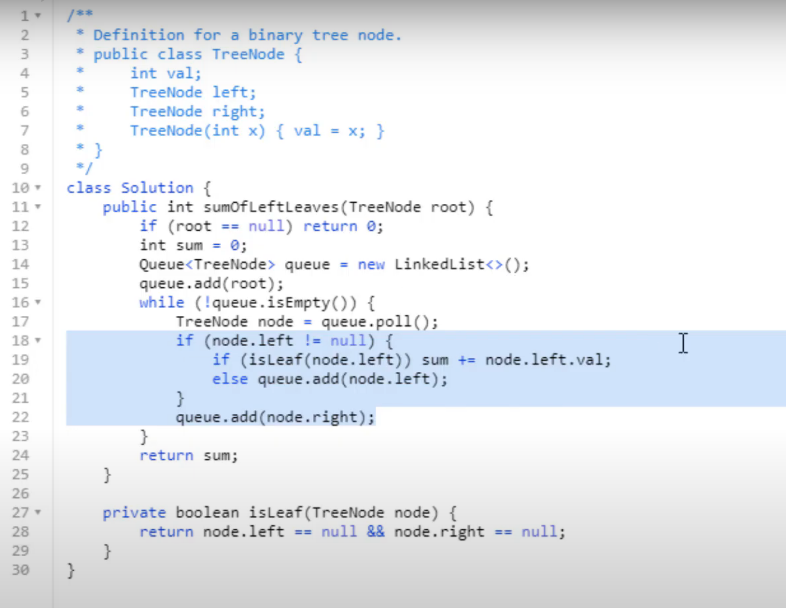 1 /**
2  * Definition for a binary tree node.
3  * public class TreeNode {
4  *     int val;
5  *     TreeNode left;
6  *     TreeNode right;
7  *     TreeNode(int x) { val = x; }
8  * }
9  */
10 class Solution {
11     public int sumOfLeftLeaves(TreeNode root) {
12         if (root == null) return 0;
13         int sum = 0;
14         Queue<TreeNode> queue = new LinkedList<>();
15         queue.add(root);
16         while (!queue.isEmpty()) {
17             TreeNode node = queue.poll();
18             if (node.left != null) {
19                 if (isLeaf(node.left)) sum += node.left.val;
20                 else queue.add(node.left);
21             }
22             queue.add(node.right);
23         }
24         return sum;
25     }
26
27     private boolean isLeaf(TreeNode node) {
28         return node.left == null && node.right == null;
29     }
30 }